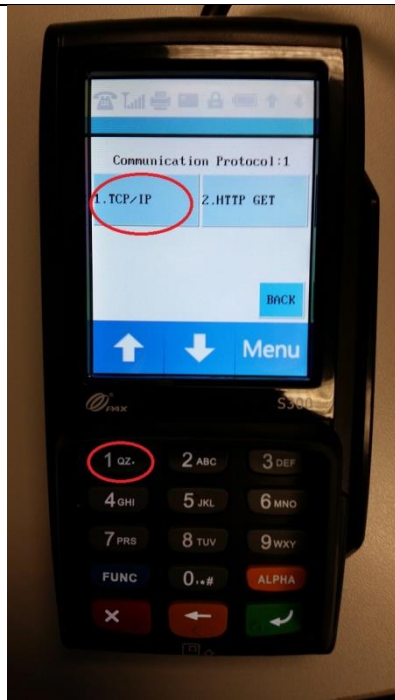 Communication Protocol:1
1.TCP/IP 2.HTTP GET
BACK
Menu
PAX S300
1 QZ. 2 ABC 3 DEF
4 GHI 5 JKL 6 MNO
7 PRS 8 TUV 9 WXY
FUNC 0,*# ALPHA